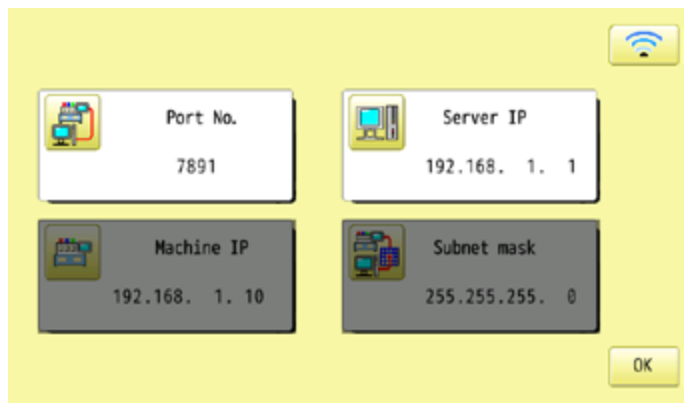 Port No.
7891
Server IP
192.168. 1. 1
Machine IP
192.168. 1. 10
Subnet mask
255.255.255. 0
OK